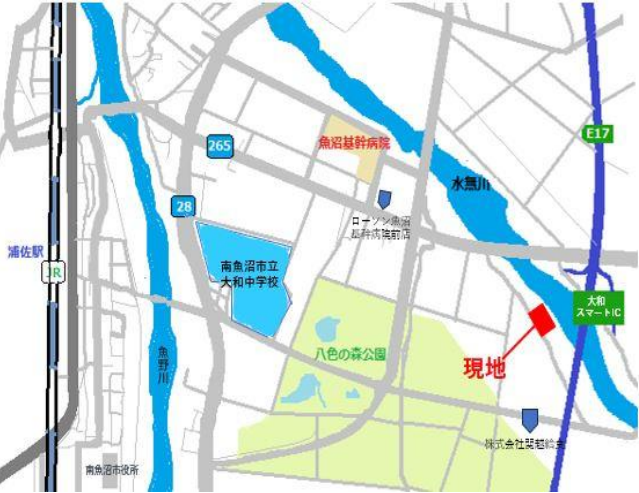 E17
265
魚沼基幹病院
水無川
28
ローソン魚沼
基幹病院前店
浦佐駅
JR
南魚沼市立
大和中学校
大和
スマートIC
魚野川
八色の森公園
現地
株式会社関越
南魚沼市役所